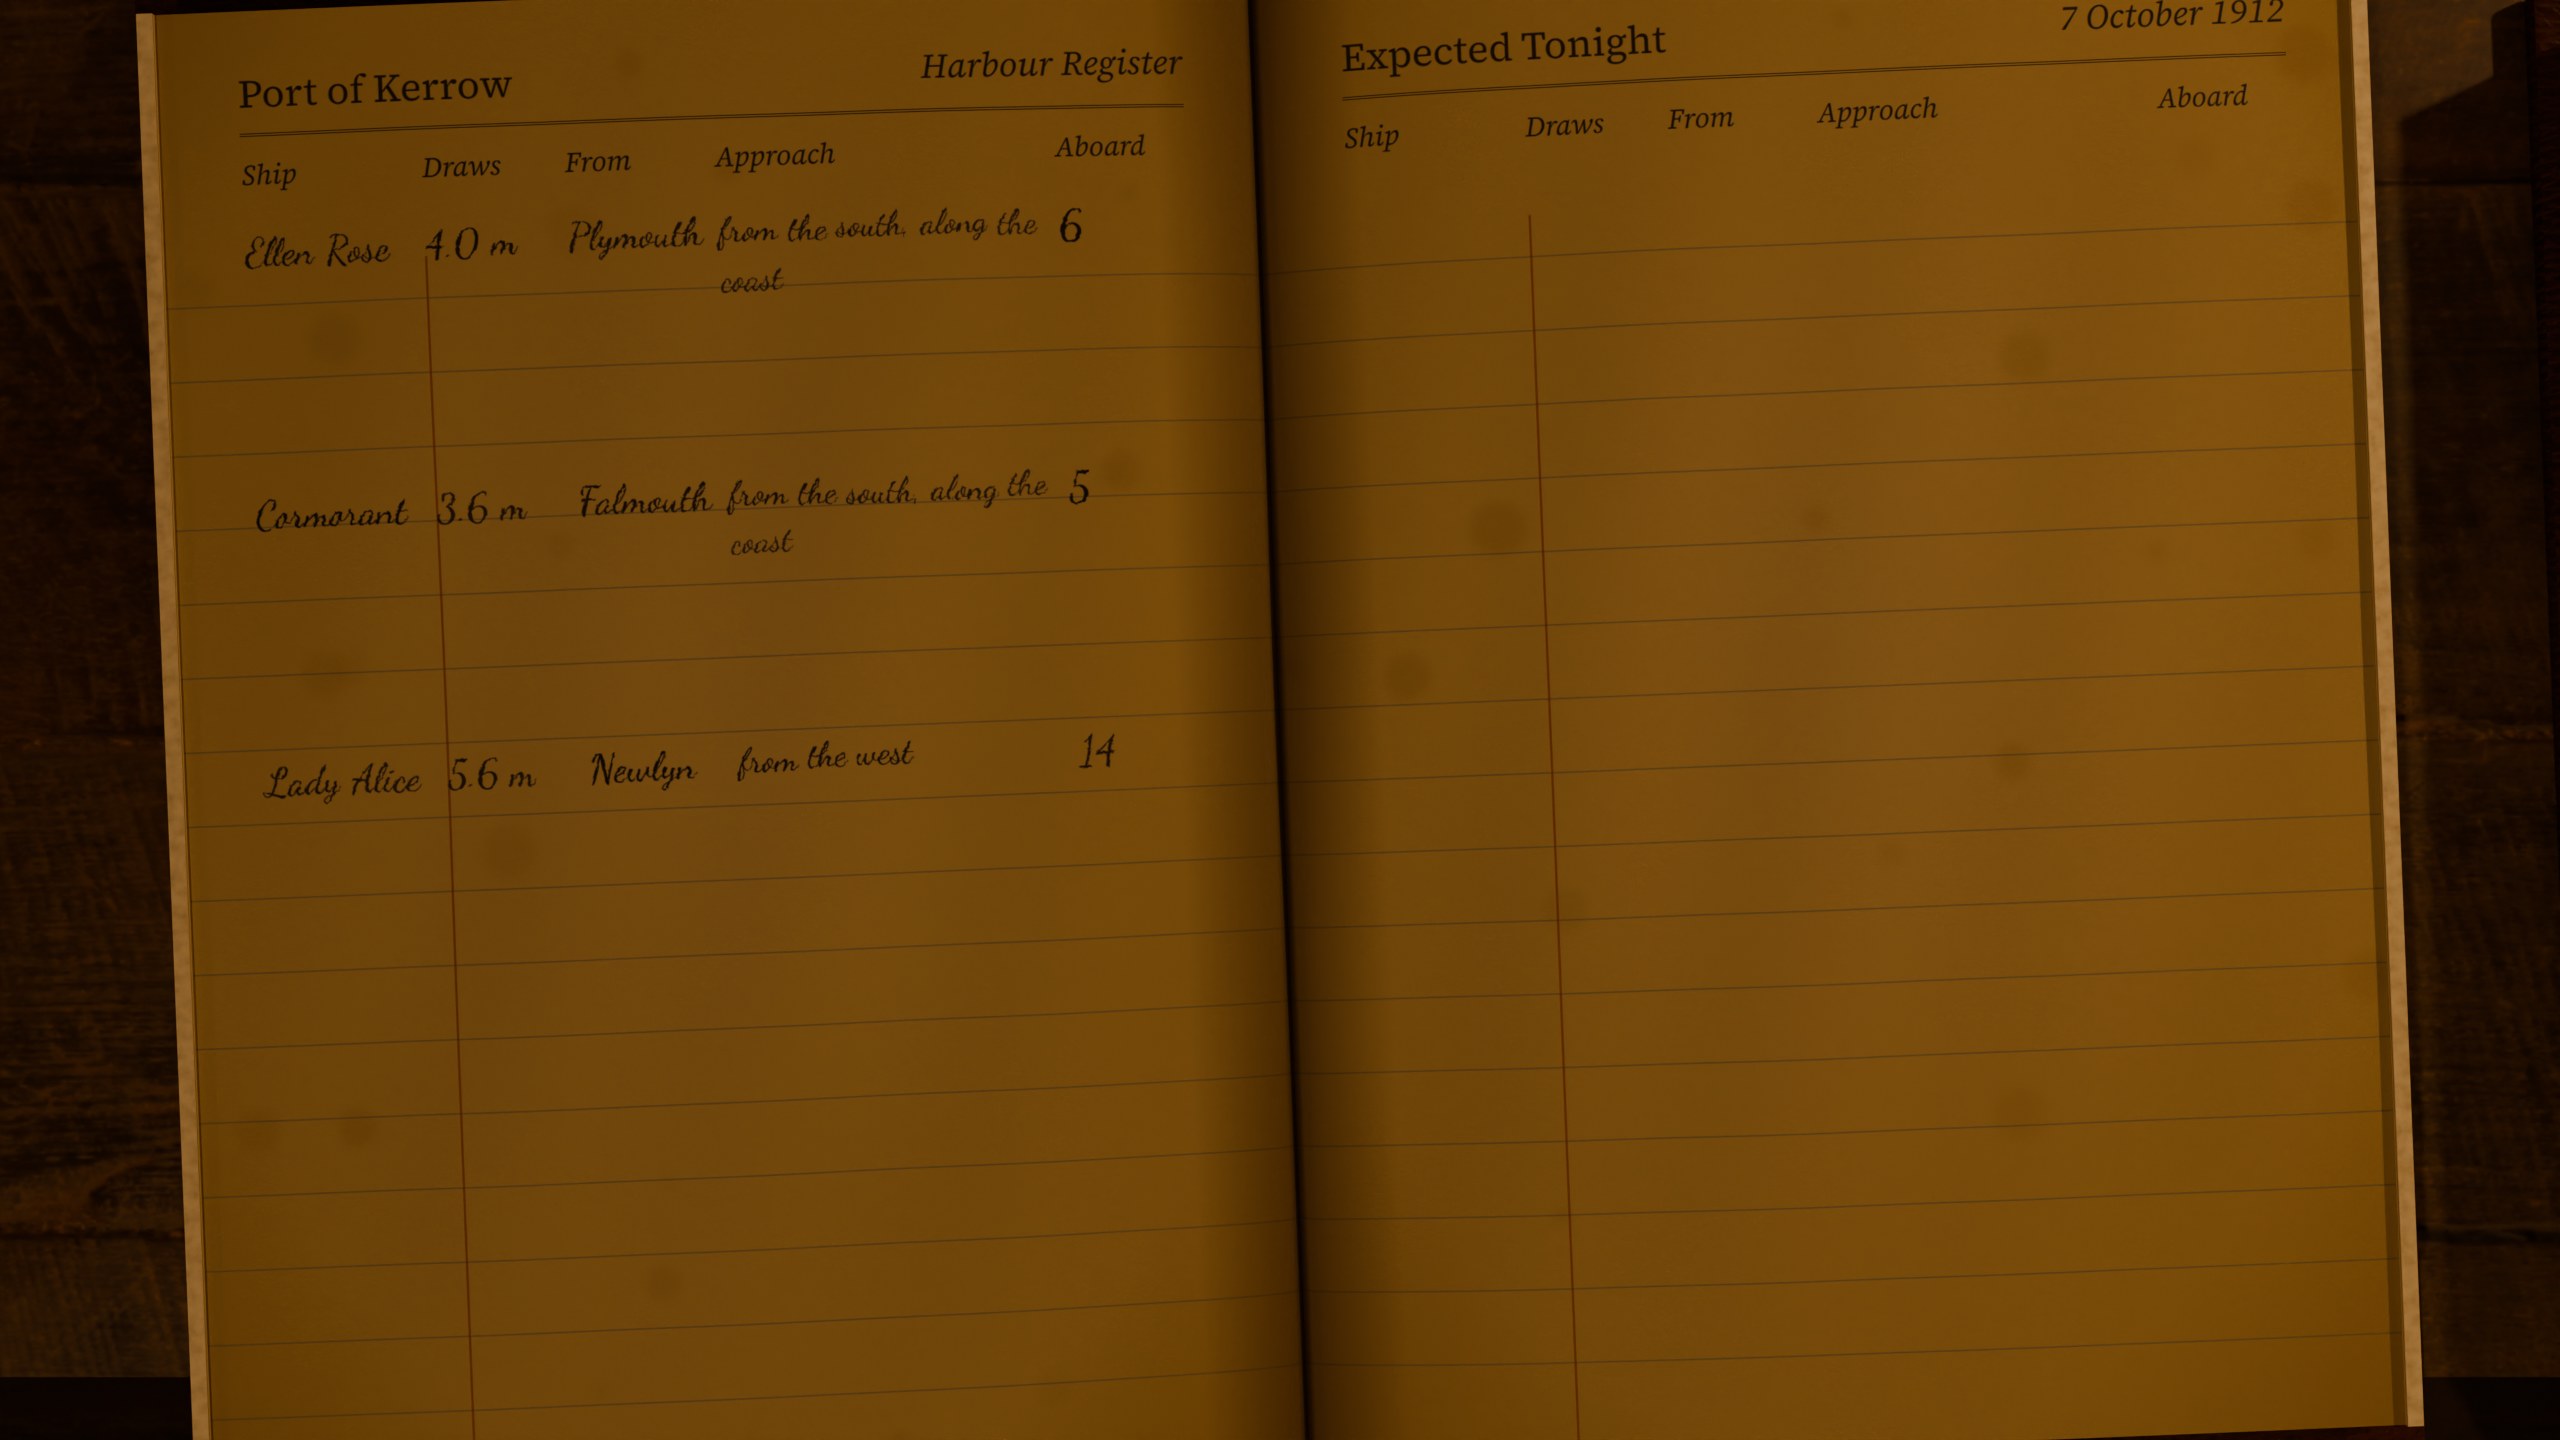 Port of Kerrow Harbour Register
Ship Draws From Approach Aboard
Ellen Rose 4.0 m Plymouth from the south, along the 6
coast
Cormorant 3.6 m Falmouth from the south, along the 5
coast
Lady Alice 5.6 m Newlyn from the west 14
Expected Tonight 7 October 1912
Ship Draws From Approach Aboard